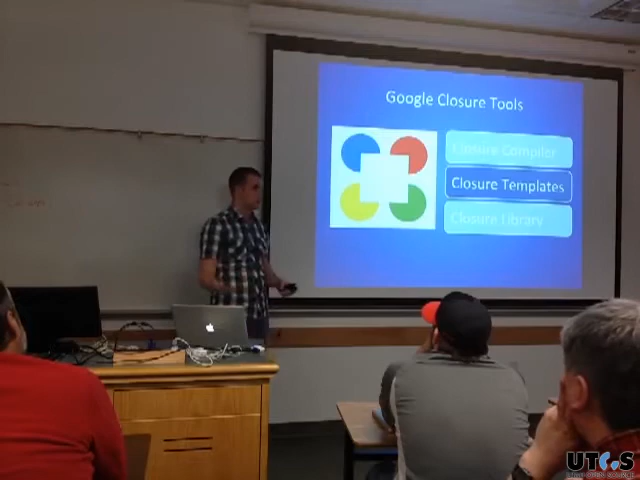 Google Closure Tools
Closure Compiler
Closure Templates
Closure Library
UTOS